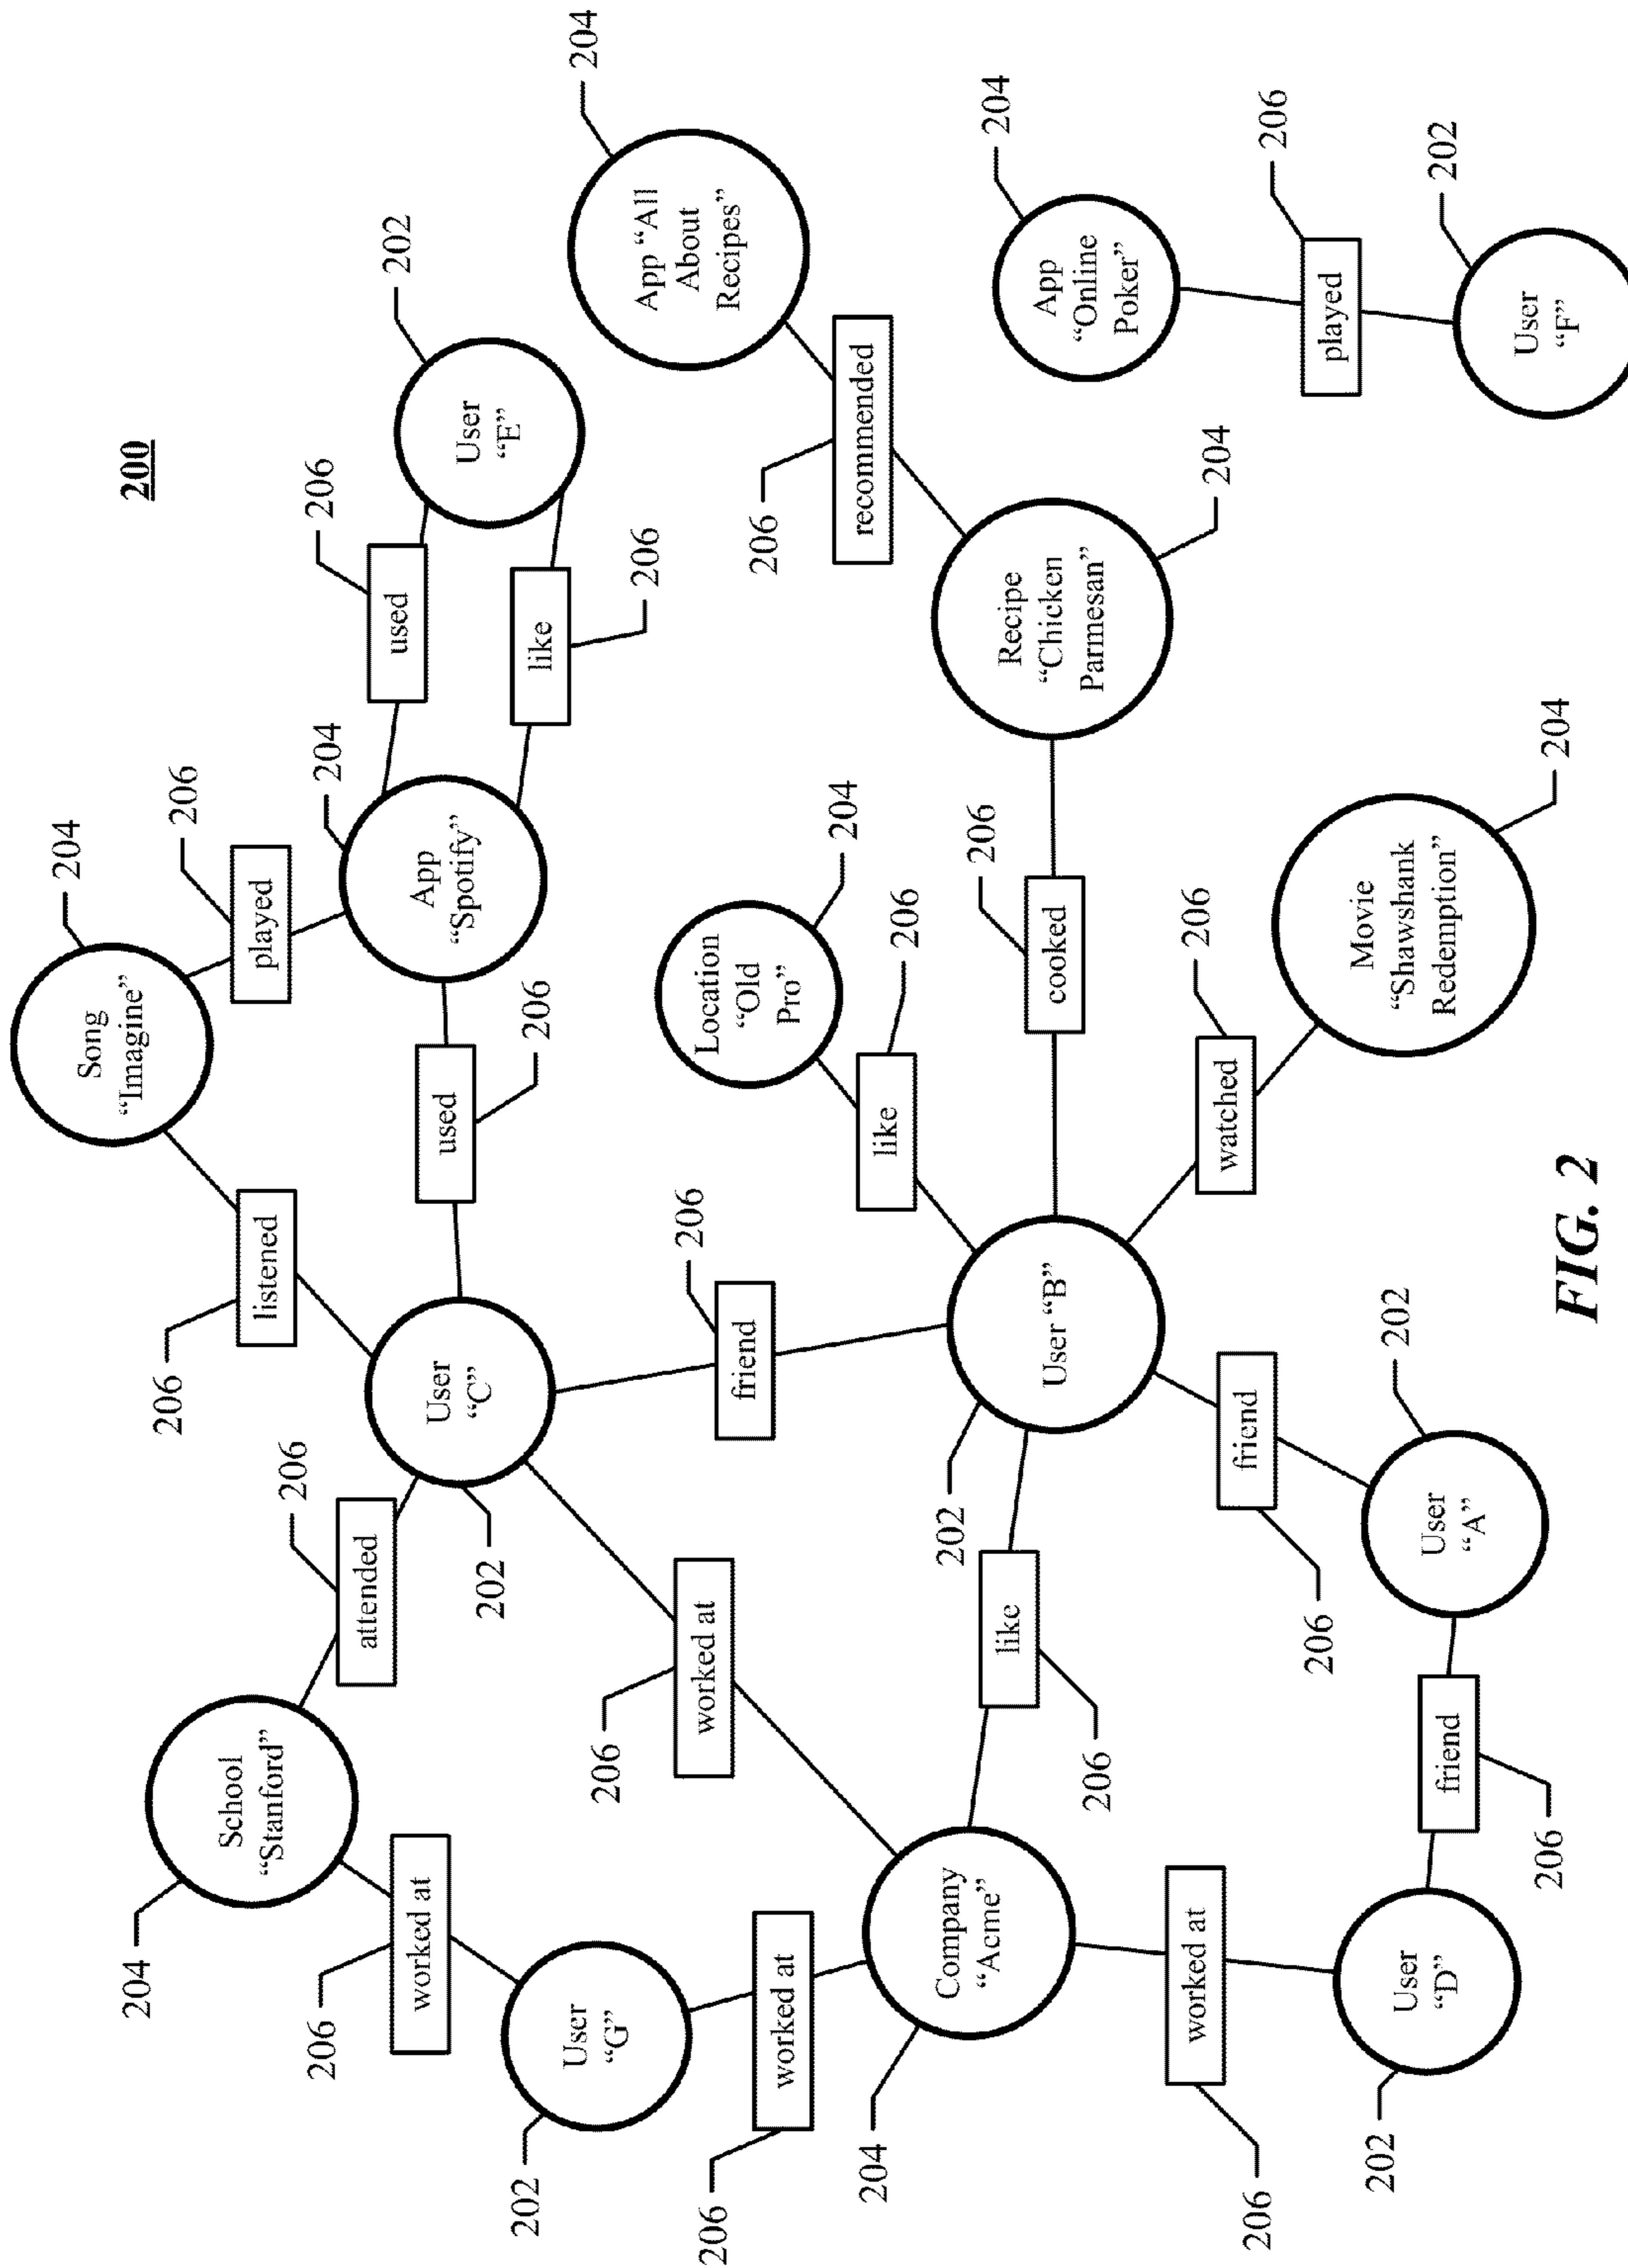 204
Song
“Imagine”
204
200
206
206
School
“Stanford”
listened
played
206
206
206
204
attended
used
206
202
worked at
User
“C”
used
App
“Spotify”
User
“E”
202
202
206
like
206
User
“G”
204
206
206
206
App “All
About
Recipes”
worked at
friend
Location
“Old
Pro”
206
worked at
204
recommended
204
like
206
Company
“Acme”
202
206
204
like
User “B”
cooked
Recipe
“Chicken
Parmesan”
App
“Online
Poker”
206
worked at
friend
watched
206
204
206
206
206
202
202
played
202
User
“D”
friend
User
“A”
Movie
“Shawshank
Redemption”
User
“F”
206
204
FIG. 2